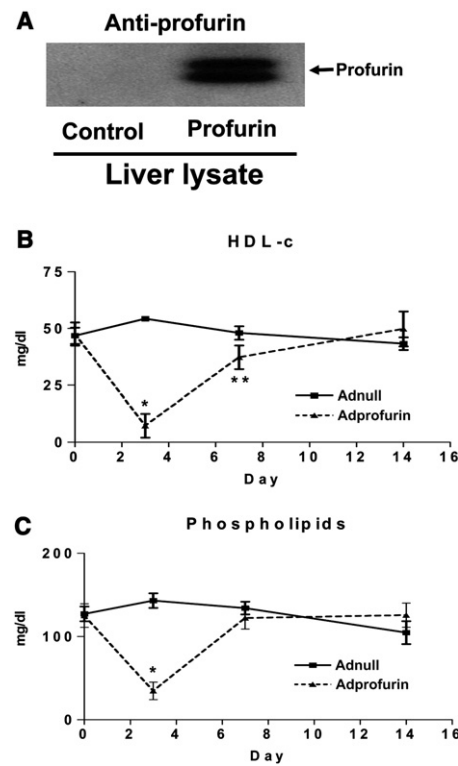 A
Anti-profurin
Profurin
Control Profurin
Liver lysate
B
HDL-c
75
50
25
0
mg/dl
*
**
Adnull
Adprofurin
0 2 4 6 8 10 12 14 16
Day
C
Phospholipids
200
100
0
mg/dl
*
Adnull
Adprofurin
0 2 4 6 8 10 12 14 16
Day